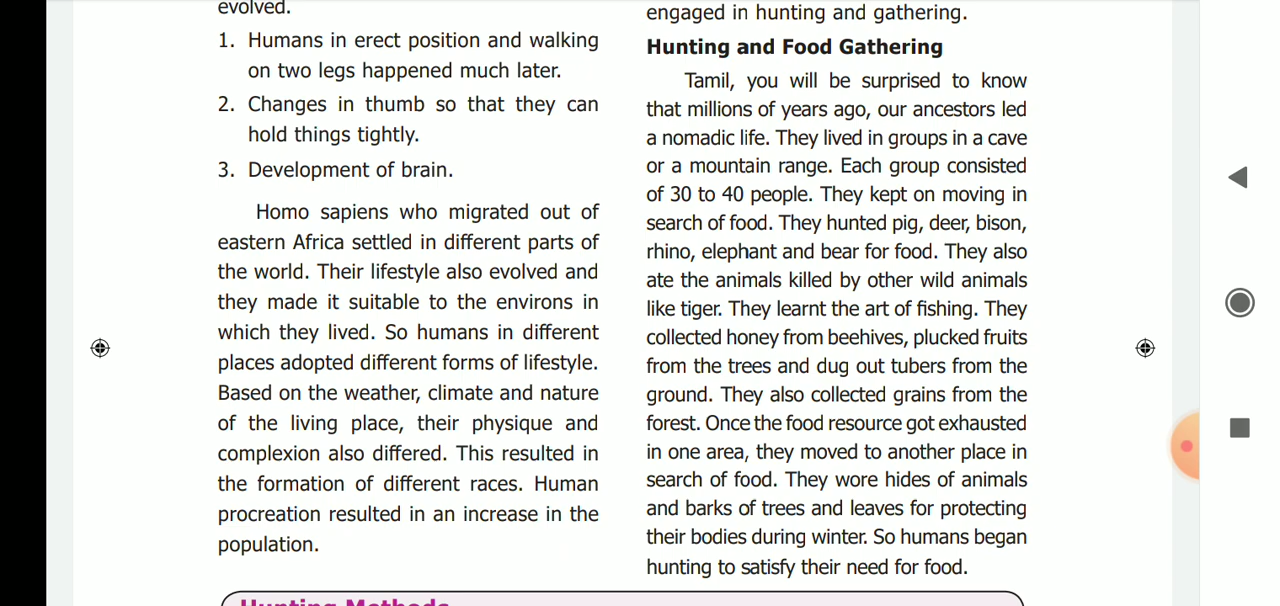 evolved.
1. Humans in erect position and walking
on two legs happened much later.
2. Changes in thumb so that they can
hold things tightly.
3. Development of brain.
Homo sapiens who migrated out of
eastern Africa settled in different parts of
the world. Their lifestyle also evolved and
they made it suitable to the environs in
which they lived. So humans in different
places adopted different forms of lifestyle.
Based on the weather, climate and nature
of the living place, their physique and
complexion also differed. This resulted in
the formation of different races. Human
procreation resulted in an increase in the
population.
engaged in hunting and gathering.
Hunting and Food Gathering
Tamil, you will be surprised to know
that millions of years ago, our ancestors led
a nomadic life. They lived in groups in a cave
or a mountain range. Each group consisted
of 30 to 40 people. They kept on moving in
search of food. They hunted pig, deer, bison,
rhino, elephant and bear for food. They also
ate the animals killed by other wild animals
like tiger. They learnt the art of fishing. They
collected honey from beehives, plucked fruits
from the trees and dug out tubers from the
ground. They also collected grains from the
forest. Once the food resource got exhausted
in one area, they moved to another place in
search of food. They wore hides of animals
and barks of trees and leaves for protecting
their bodies during winter. So humans began
hunting to satisfy their need for food.
Hunting Methods